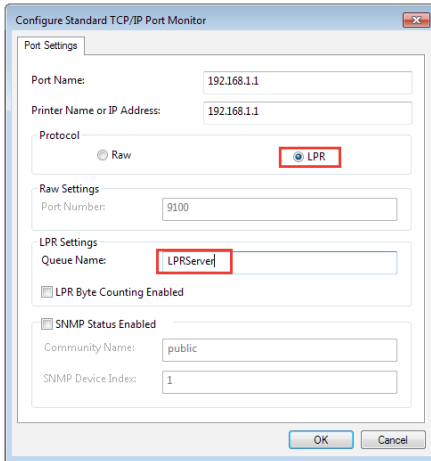 Configure Standard TCP/IP Port Monitor
Port Settings
Port Name: 192.168.1.1
Printer Name or IP Address: 192.168.1.1
Protocol
Raw LPR
Raw Settings
Port Number: 9100
LPR Settings
Queue Name: LPRServer
LPR Byte Counting Enabled
SNMP Status Enabled
Community Name: public
SNMP Device Index: 1
OK Cancel